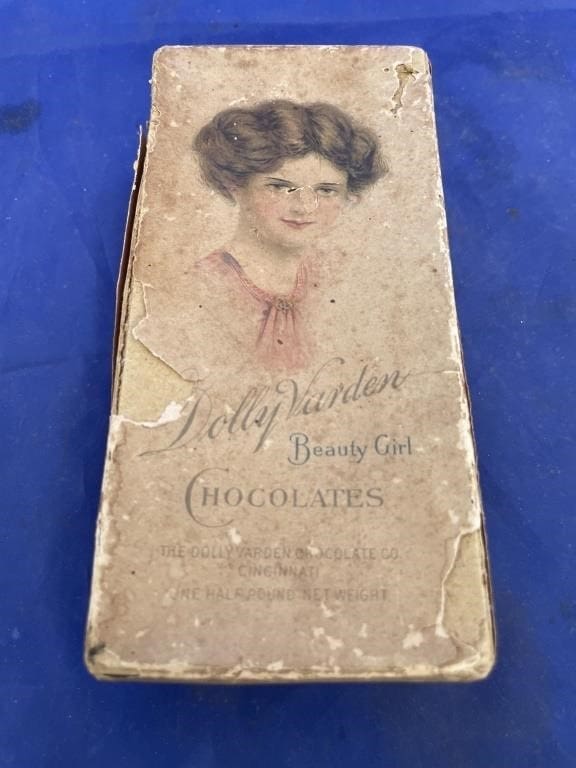 Dolly Varden
Beauty Girl
CHOCOLATES
THE DOLLY VARDEN CHOCOLATE CO.
CINCINNATI
ONE HALF POUND NET WEIGHT